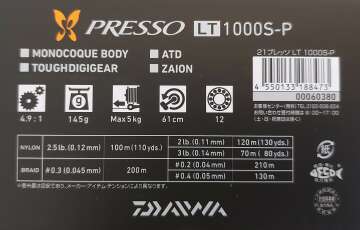 PRESSO LT 1000S-P
MONOCOQUE BODY
ATD
TOUGHDIGIGEAR
ZAION
21プレッソ LT 1000S-P
4 550133 188473
00060380
4.9:1
145g
Max5kg
61cm
12
NYLON
2.5lb.(0.12mm)
100m(110yds.)
2lb.(0.11mm)
120m(130yds.)
3lb.(0.14mm)
70m(80yds.)
BRAID
#0.3(0.045mm)
200m
#0.2(0.04mm)
210m
#0.4(0.05mm)
130m
DAIWA